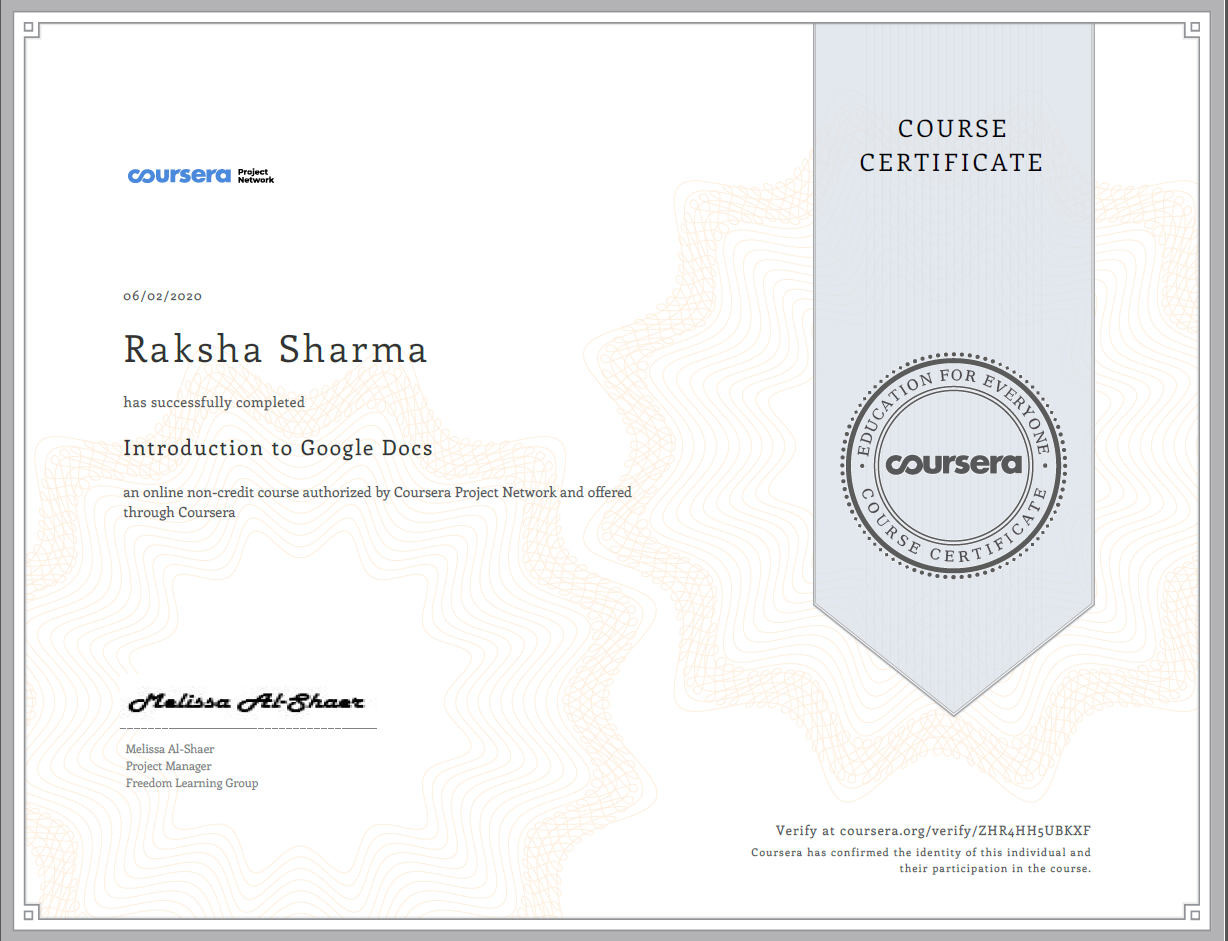 COURSE
CERTIFICATE
coursera Project
Network
06/02/2020
Raksha Sharma
has successfully completed
Introduction to Google Docs
an online non-credit course authorized by Coursera Project Network and offered
through Coursera
EDUCATION FOR EVERYONE
coursera
COURSE CERTIFICATE
Melissa Al-Shaer
Melissa Al-Shaer
Project Manager
Freedom Learning Group
Verify at coursera.org/verify/ZHR4HH5UBKXF
Coursera has confirmed the identity of this individual and
their participation in the course.